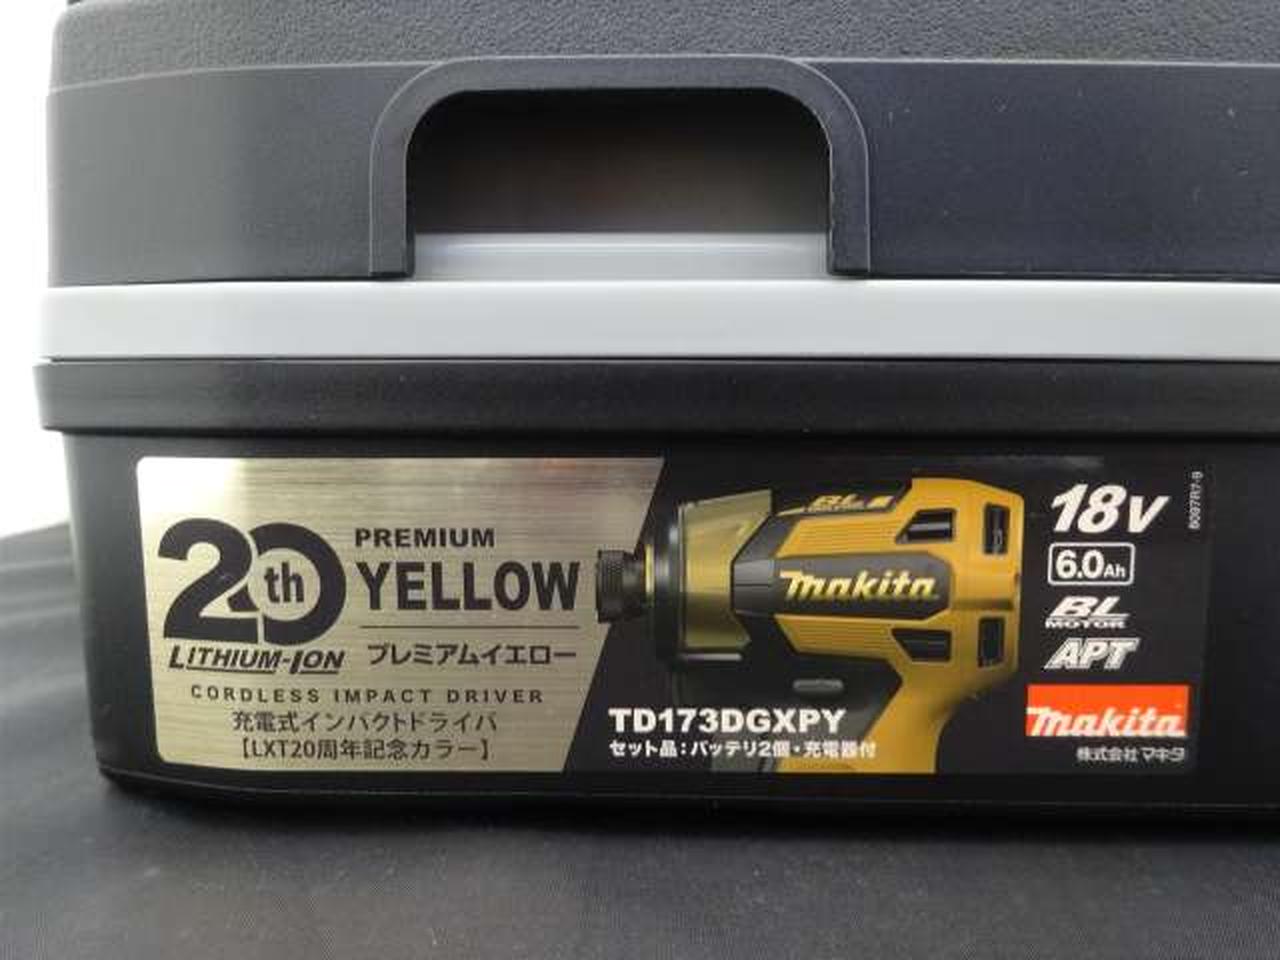 20th
LITHIUM-ION
PREMIUM
YELLOW
プレミアムイエロー
CORDLESS IMPACT DRIVER
充電式インパクトドライバ
【LXT20周年記念カラー】
BL
makita
TD173DGXPY
セット品：バッテリ2個・充電器付
18V
6.0Ah
BL
MOTOR
APT
makita
株式会社マキタ